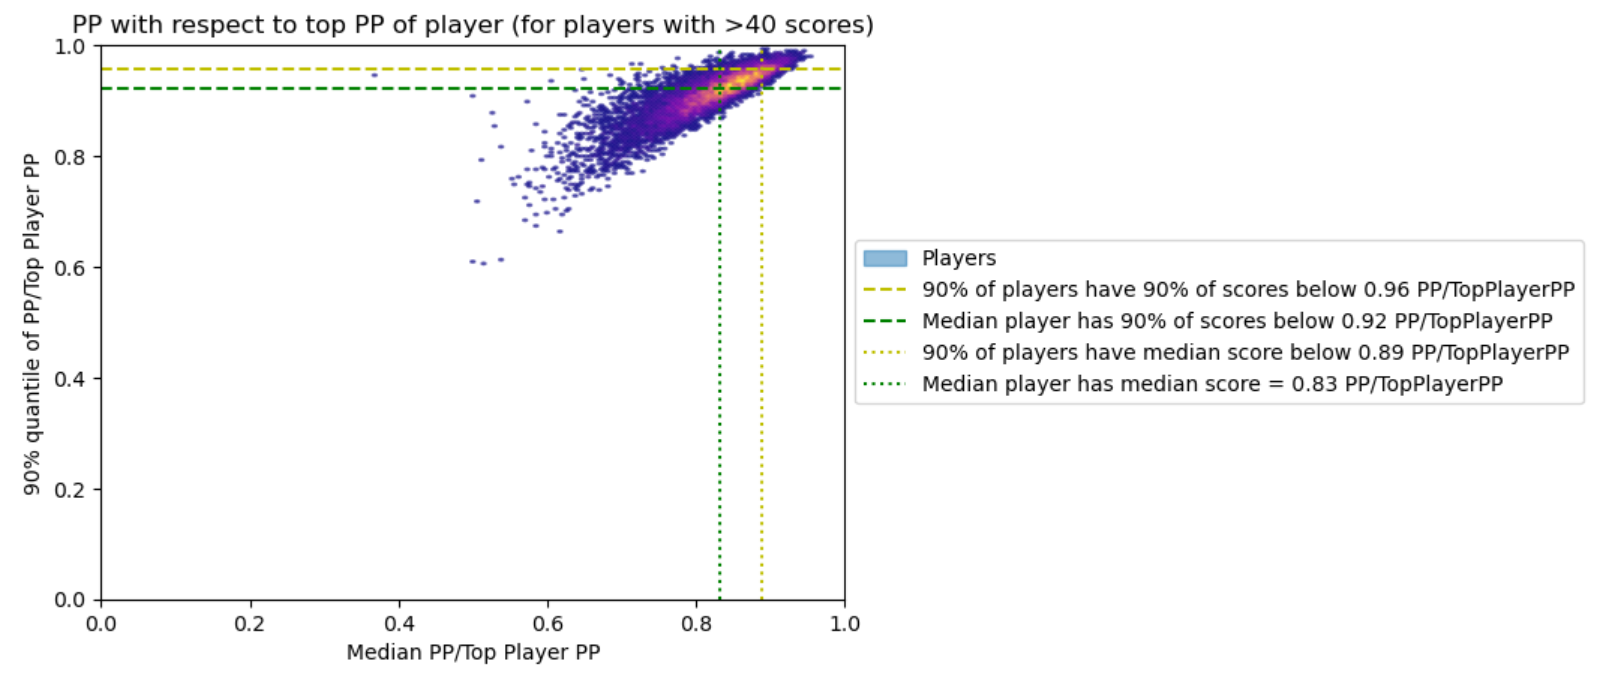 PP with respect to top PP of player (for players with >40 scores)
1.0
0.8
0.6
0.4
0.2
0.0
90% quantile of PP/Top Player PP
0.0 0.2 0.4 0.6 0.8 1.0
Median PP/Top Player PP
Players
90% of players have 90% of scores below 0.96 PP/TopPlayerPP
Median player has 90% of scores below 0.92 PP/TopPlayerPP
90% of players have median score below 0.89 PP/TopPlayerPP
Median player has median score = 0.83 PP/TopPlayerPP